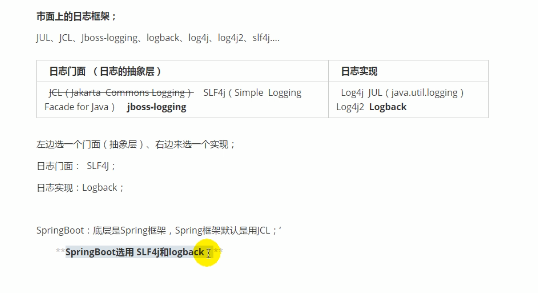 市面上的日志框架；
JUL、JCL、Jboss-logging、logback、log4j、log4j2、slf4j....
日志门面 （日志的抽象层） 日志实现
JCL（Jakarta Commons Logging） SLF4j（Simple Logging Log4j JUL（java.util.logging）
Facade for Java） jboss-logging Log4j2 Logback
左边选一个门面（抽象层）、右边来选一个实现；
日志门面： SLF4J；
日志实现：Logback；
SpringBoot：底层是Spring框架，Spring框架默认是用JCL；‘
**SpringBoot选用 SLF4j和logback；**